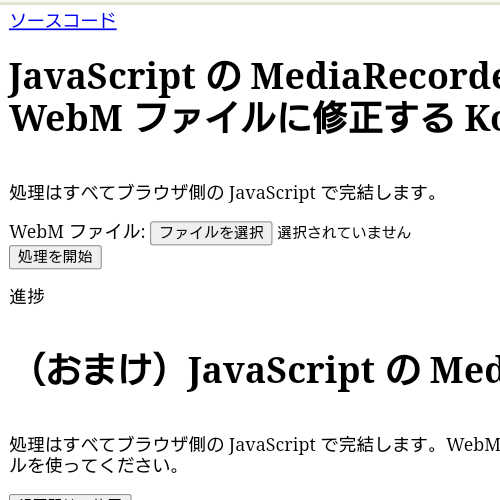 ソースコード
JavaScript の MediaRecorde
WebM ファイルに修正する Ko
処理はすべてブラウザ側の JavaScript で完結します。
WebM ファイル: ファイルを選択 選択されていません
処理を開始
進捗
（おまけ）JavaScript の Med
処理はすべてブラウザ側の JavaScript で完結します。WebM
ルを使ってください。